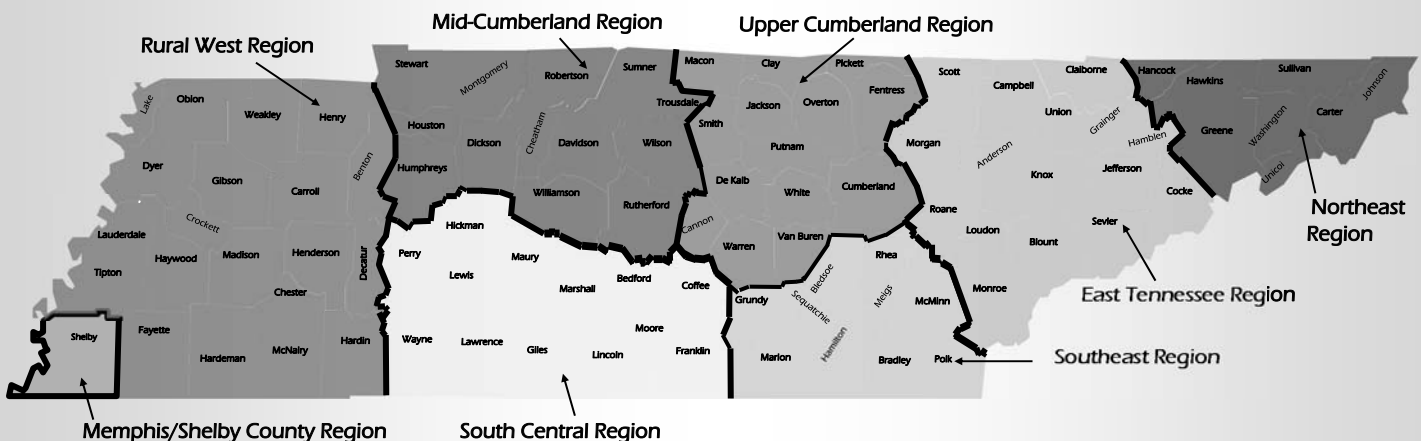 Mid-Cumberland Region
Upper Cumberland Region
Rural West Region
Stewart
Montgomery
Robertson
Sumner
Macon
Clay
Pickett
Fentress
Scott
Campbell
Claiborne
Hancock
Hawkins
Sullivan
Johnson
Lake
Obion
Weakley
Henry
Houston
Dickson
Cheatham
Davidson
Wilson
Trousdale
Smith
Jackson
Overton
Morgan
Anderson
Union
Grainger
Hamblen
Greene
Washington
Carter
Unicoi
Dyer
Gibson
Carroll
Benton
Humphreys
Williamson
Rutherford
Cannon
De Kalb
Putnam
White
Cumberland
Roane
Knox
Jefferson
Cocke
Sevier
Northeast
Region
Lauderdale
Crockett
Haywood
Madison
Henderson
Decatur
Perry
Hickman
Lewis
Maury
Marshall
Bedford
Coffee
Warren
Van Buren
Bledsoe
Sequatchie
Grundy
Rhea
Meigs
McMinn
Loudon
Blount
Monroe
East Tennessee Region
Tipton
Chester
Shelby
Fayette
Hardeman
McNairy
Hardin
Wayne
Lawrence
Giles
Lincoln
Moore
Franklin
Marion
Hamilton
Bradley
Polk
Southeast Region
Memphis/Shelby County Region
South Central Region